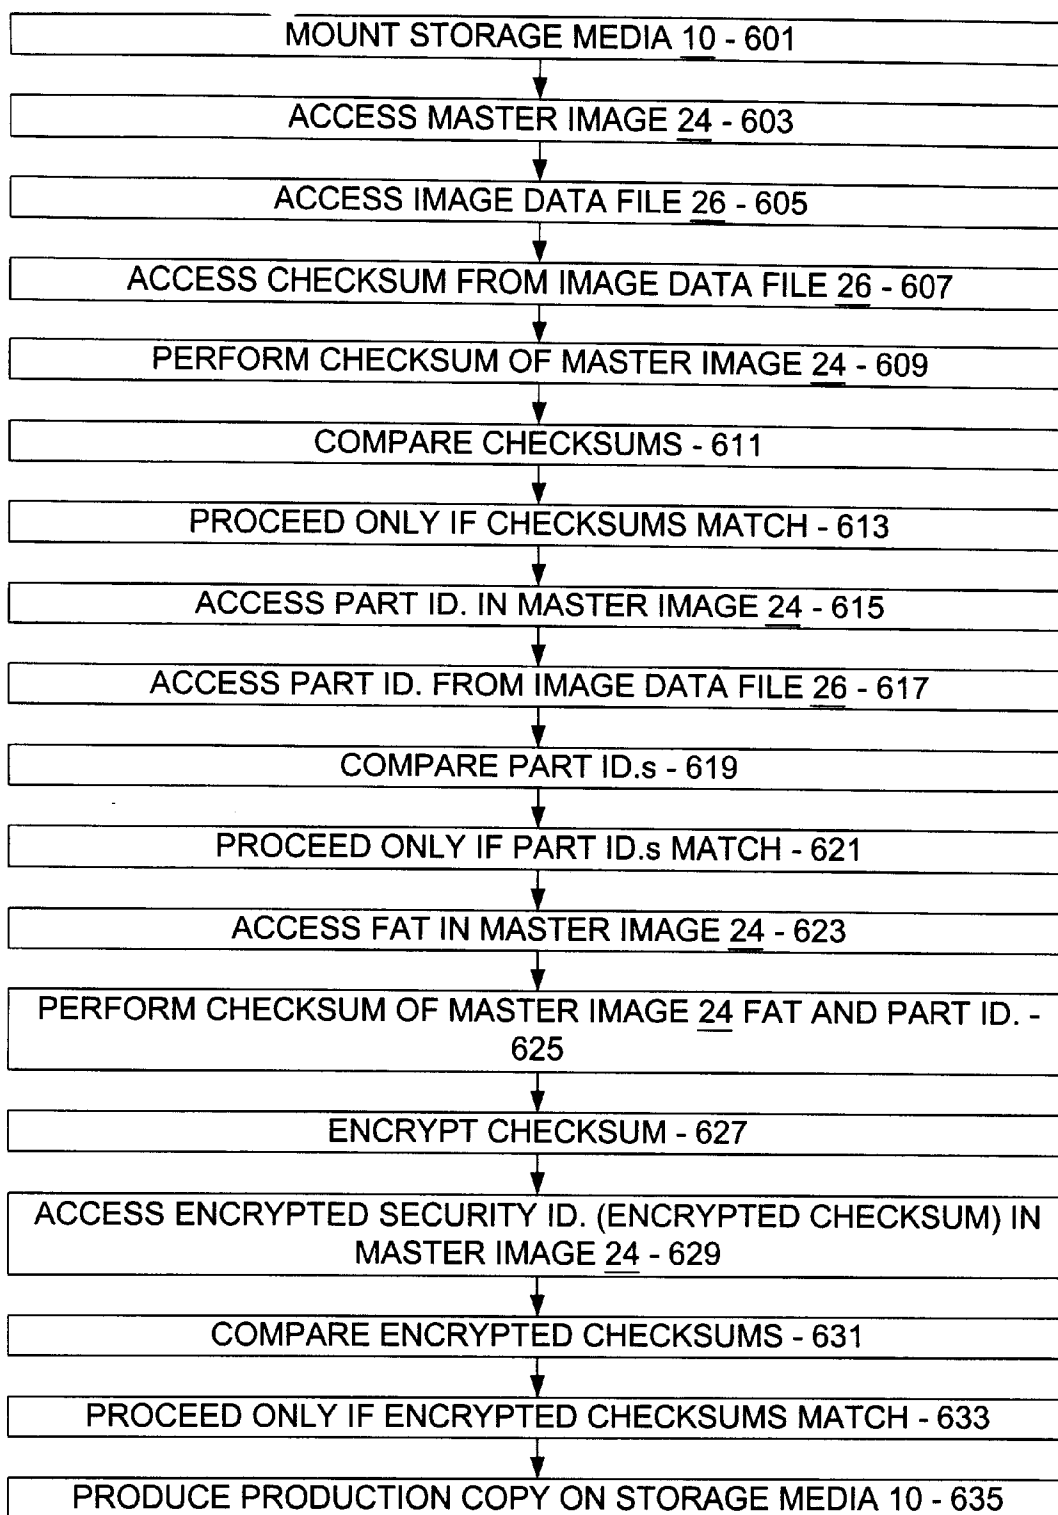 MOUNT STORAGE MEDIA 10 - 601
ACCESS MASTER IMAGE 24 - 603
ACCESS IMAGE DATA FILE 26 - 605
ACCESS CHECKSUM FROM IMAGE DATA FILE 26 - 607
PERFORM CHECKSUM OF MASTER IMAGE 24 - 609
COMPARE CHECKSUMS - 611
PROCEED ONLY IF CHECKSUMS MATCH - 613
ACCESS PART ID. IN MASTER IMAGE 24 - 615
ACCESS PART ID. FROM IMAGE DATA FILE 26 - 617
COMPARE PART ID.s - 619
PROCEED ONLY IF PART ID.s MATCH - 621
ACCESS FAT IN MASTER IMAGE 24 - 623
PERFORM CHECKSUM OF MASTER IMAGE 24 FAT AND PART ID. -
625
ENCRYPT CHECKSUM - 627
ACCESS ENCRYPTED SECURITY ID. (ENCRYPTED CHECKSUM) IN
MASTER IMAGE 24 - 629
COMPARE ENCRYPTED CHECKSUMS - 631
PROCEED ONLY IF ENCRYPTED CHECKSUMS MATCH - 633
PRODUCE PRODUCTION COPY ON STORAGE MEDIA 10 - 635